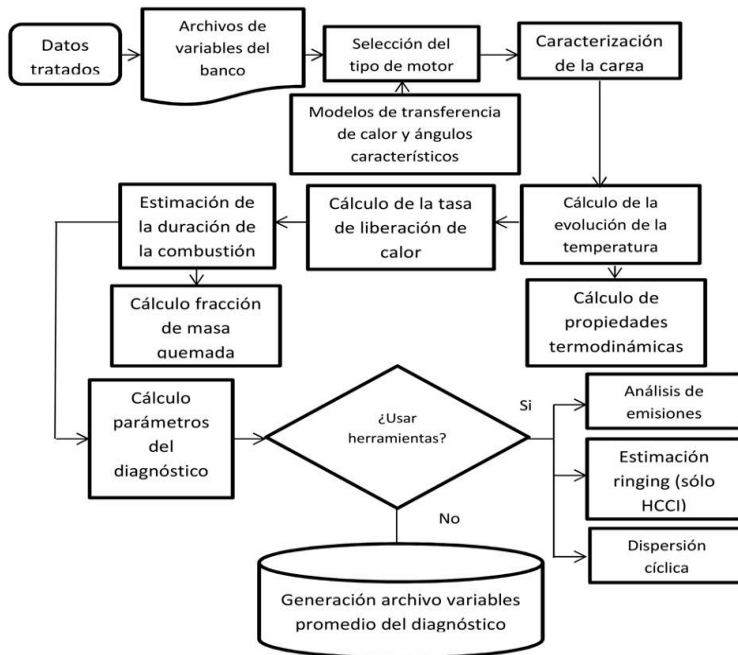 Datos
tratados
Archivos de
variables del
banco
Selección del
tipo de motor
Caracterización
de la carga
Modelos de transferencia
de calor y ángulos
característicos
Estimación de
la duración de
la combustión
Cálculo de la tasa
de liberación de
calor
Cálculo de la
evolución de la
temperatura
Cálculo fracción
de masa
quemada
Cálculo de
propiedades
termodinámicas
Cálculo
parámetros
del
diagnóstico
¿Usar
herramientas?
Si
No
Análisis de
emisiones
Estimación
ringing (sólo
HCCI)
Dispersión
cíclica
Generación archivo variables
promedio del diagnóstico